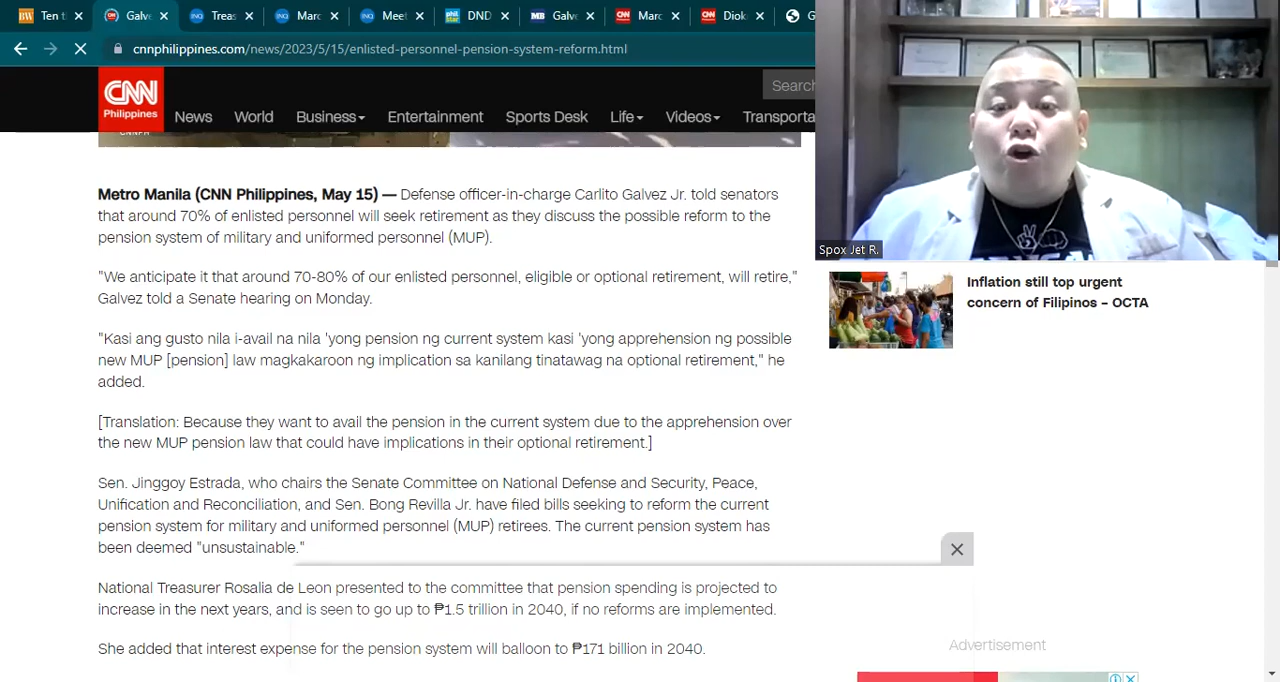 Ten ti
Galve
Treas
Marc
Meet
DND
Galv
Marc
Diok
G
cnnphilippines.com/news/2023/5/15/enlisted-personnel-pension-system-reform.html
CNN
Philippines
News World Business Entertainment Sports Desk Life Videos Transporta
Search
Spox Jet R.
Metro Manila (CNN Philippines, May 15) — Defense officer-in-charge Carlito Galvez Jr. told senators
that around 70% of enlisted personnel will seek retirement as they discuss the possible reform to the
pension system of military and uniformed personnel (MUP).
"We anticipate it that around 70-80% of our enlisted personnel, eligible or optional retirement, will retire,"
Galvez told a Senate hearing on Monday.
"Kasi ang gusto nila i-avail na nila 'yong pension ng current system kasi 'yong apprehension ng possible
new MUP [pension] law magkakaroon ng implication sa kanilang tinatawag na optional retirement," he
added.
[Translation: Because they want to avail the pension in the current system due to the apprehension over
the new MUP pension law that could have implications in their optional retirement.]
Sen. Jinggoy Estrada, who chairs the Senate Committee on National Defense and Security, Peace,
Unification and Reconciliation, and Sen. Bong Revilla Jr. have filed bills seeking to reform the current
pension system for military and uniformed personnel (MUP) retirees. The current pension system has
been deemed "unsustainable."
National Treasurer Rosalia de Leon presented to the committee that pension spending is projected to
increase in the next years, and is seen to go up to ₱1.5 trillion in 2040, if no reforms are implemented.
She added that interest expense for the pension system will balloon to ₱171 billion in 2040.
Inflation still top urgent
concern of Filipinos – OCTA
Advertisement